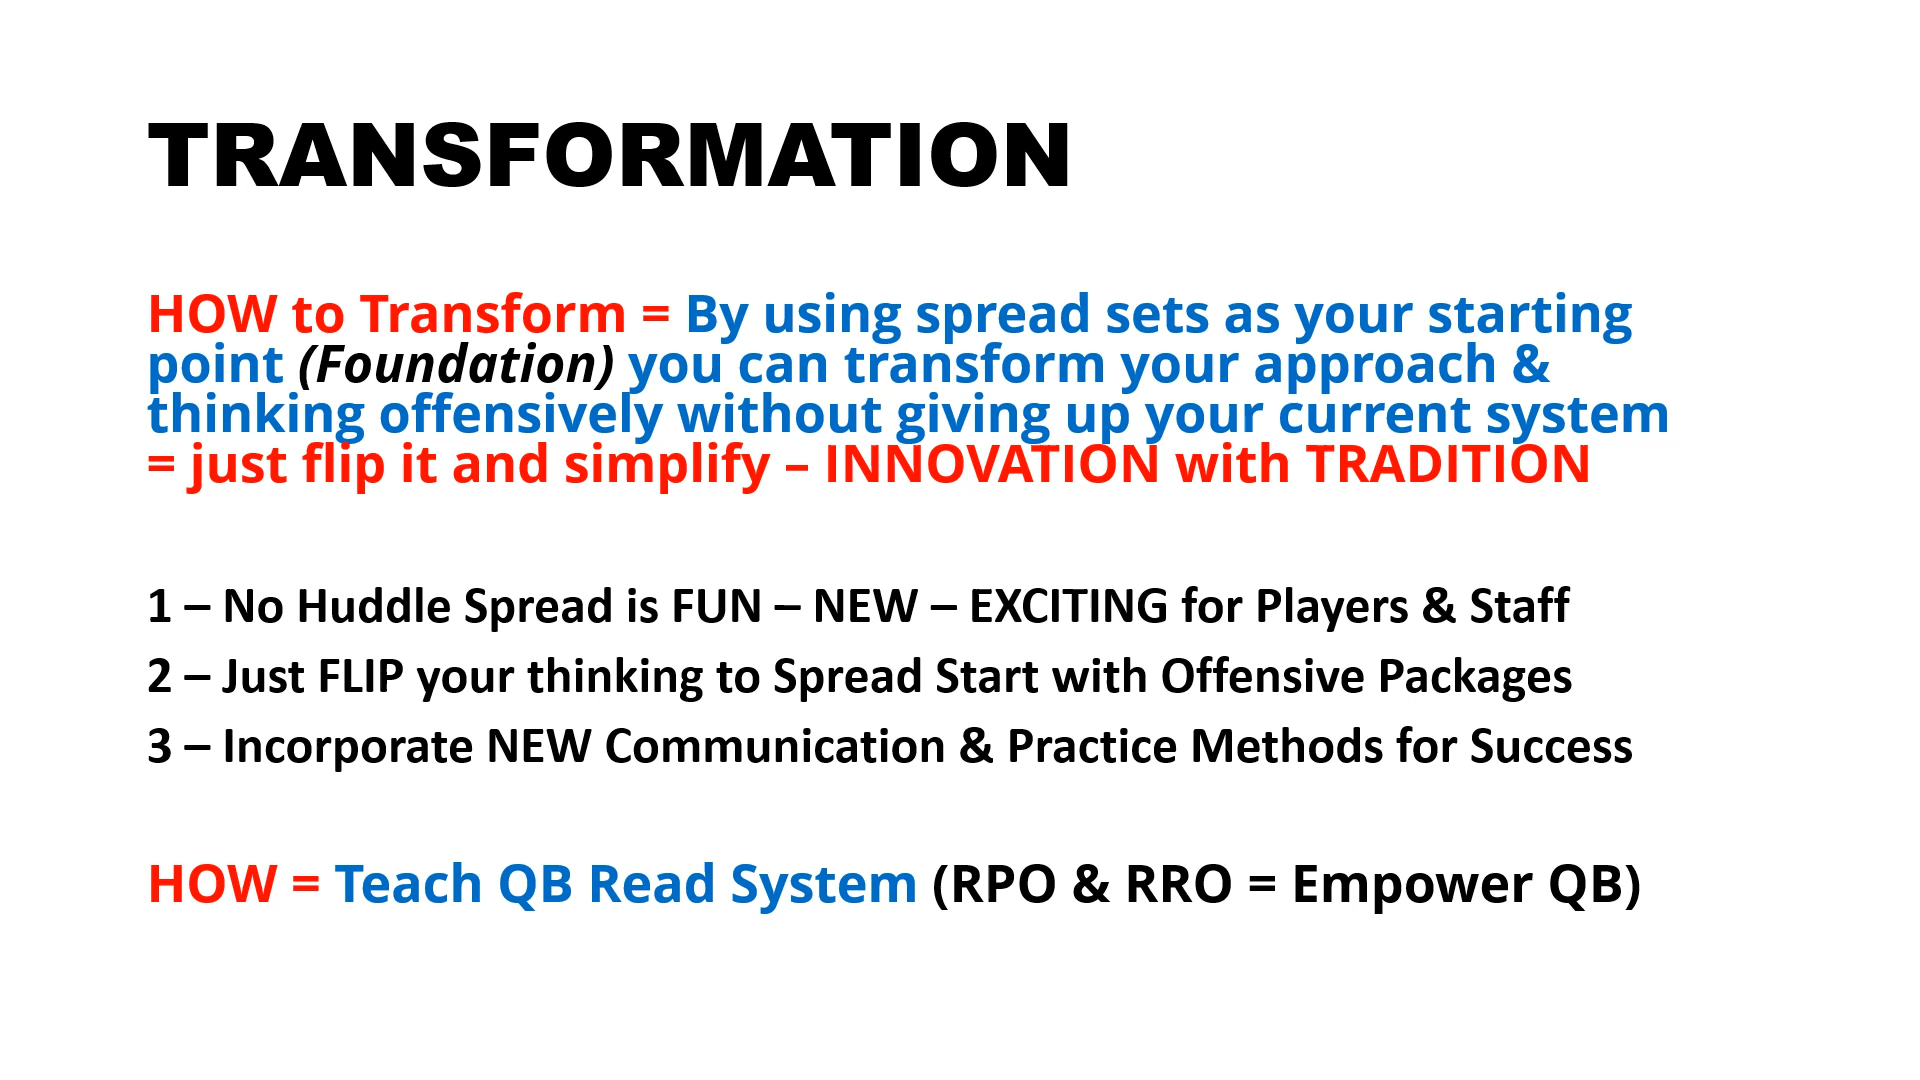 TRANSFORMATION
HOW to Transform = By using spread sets as your starting
point (Foundation) you can transform your approach &
thinking offensively without giving up your current system
= just flip it and simplify – INNOVATION with TRADITION
1 – No Huddle Spread is FUN – NEW – EXCITING for Players & Staff
2 – Just FLIP your thinking to Spread Start with Offensive Packages
3 – Incorporate NEW Communication & Practice Methods for Success
HOW = Teach QB Read System (RPO & RRO = Empower QB)